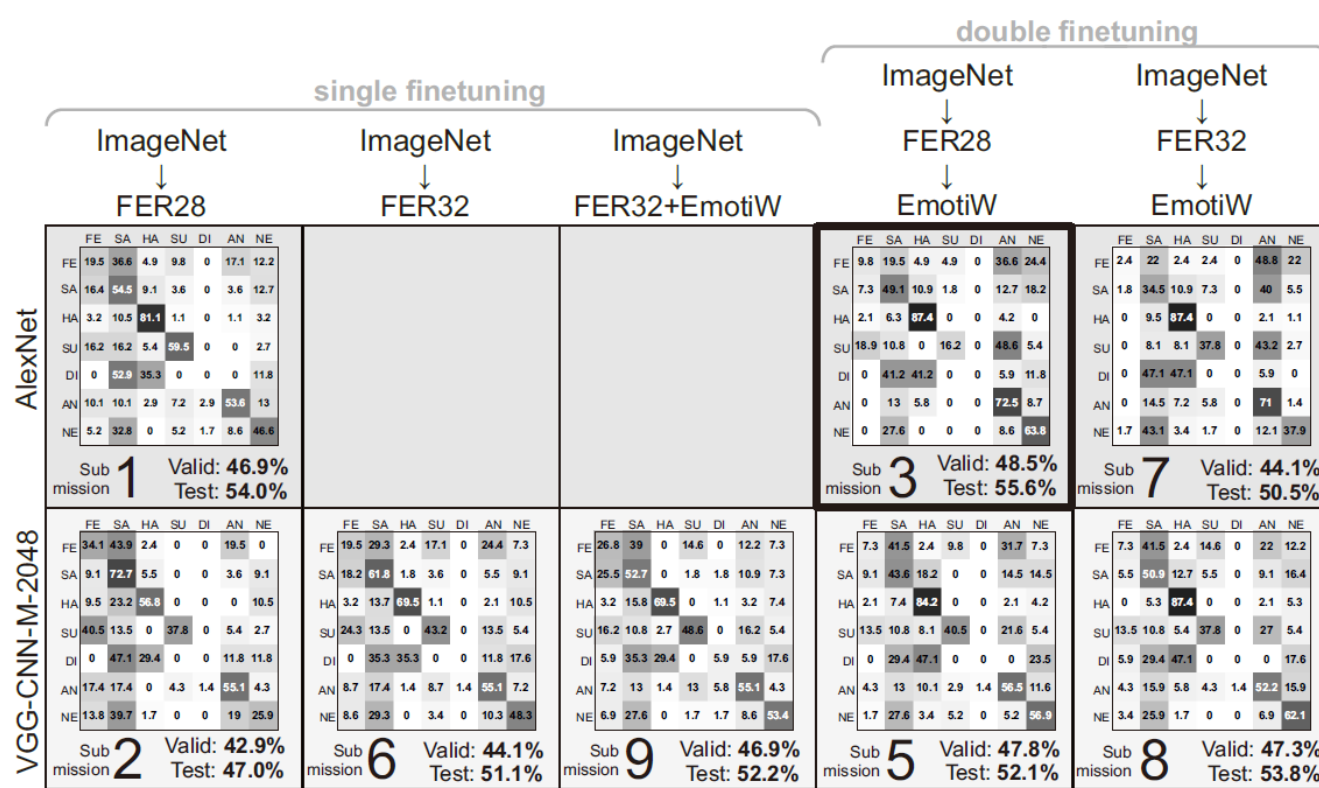 double finetuning
single finetuning
ImageNet
↓
FER28
ImageNet
↓
FER32
ImageNet
↓
FER32+EmotiW
ImageNet
↓
FER28
↓
EmotiW
ImageNet
↓
FER32
↓
EmotiW
AlexNet
FE SA HA SU DI AN NE
FE 19.5 36.6 4.9 9.8 0 17.1 12.2
SA 16.4 54.5 9.1 3.6 0 3.6 12.7
HA 3.2 10.5 81.1 1.1 0 1.1 3.2
SU 16.2 16.2 5.4 59.5 0 0 2.7
DI 0 52.9 35.3 0 0 0 11.8
AN 10.1 10.1 2.9 7.2 2.9 53.6 13
NE 5.2 32.8 0 5.2 1.7 8.6 46.6
Sub mission 1
Valid: 46.9%
Test: 54.0%
FE SA HA SU DI AN NE
FE 9.8 19.5 4.9 4.9 0 36.6 24.4
SA 7.3 49.1 10.9 1.8 0 12.7 18.2
HA 2.1 6.3 87.4 0 0 4.2 0
SU 18.9 10.8 0 16.2 0 48.6 5.4
DI 0 41.2 41.2 0 0 5.9 11.8
AN 0 13 5.8 0 0 72.5 8.7
NE 0 27.6 0 0 0 8.6 63.8
Sub mission 3
Valid: 48.5%
Test: 55.6%
FE SA HA SU DI AN NE
FE 2.4 22 2.4 2.4 0 48.8 22
SA 1.8 34.5 10.9 7.3 0 40 5.5
HA 0 9.5 87.4 0 0 2.1 1.1
SU 0 8.1 8.1 37.8 0 43.2 2.7
DI 0 47.1 47.1 0 0 5.9 0
AN 0 14.5 7.2 5.8 0 71 1.4
NE 1.7 43.1 3.4 1.7 0 12.1 37.9
Sub mission 7
Valid: 44.1%
Test: 50.5%
VGG-CNN-M-2048
FE SA HA SU DI AN NE
FE 34.1 43.9 2.4 0 0 19.5 0
SA 9.1 72.7 5.5 0 0 3.6 9.1
HA 9.5 23.2 56.8 0 0 0 10.5
SU 40.5 13.5 0 37.8 0 5.4 2.7
DI 0 47.1 29.4 0 0 11.8 11.8
AN 17.4 17.4 0 4.3 1.4 55.1 4.3
NE 13.8 39.7 1.7 0 0 19 25.9
Sub mission 2
Valid: 42.9%
Test: 47.0%
FE SA HA SU DI AN NE
FE 19.5 29.3 2.4 17.1 0 24.4 7.3
SA 18.2 61.8 1.8 3.6 0 5.5 9.1
HA 3.2 13.7 69.5 1.1 0 2.1 10.5
SU 24.3 13.5 0 43.2 0 13.5 5.4
DI 0 35.3 35.3 0 0 11.8 17.6
AN 8.7 17.4 1.4 8.7 1.4 55.1 7.2
NE 8.6 29.3 0 3.4 0 10.3 48.3
Sub mission 6
Valid: 44.1%
Test: 51.1%
FE SA HA SU DI AN NE
FE 26.8 39 0 14.6 0 12.2 7.3
SA 25.5 52.7 0 1.8 1.8 10.9 7.3
HA 3.2 15.8 69.5 0 1.1 3.2 7.4
SU 16.2 10.8 2.7 48.6 0 16.2 5.4
DI 5.9 35.3 29.4 0 5.9 5.9 17.6
AN 7.2 13 1.4 13 5.8 55.1 4.3
NE 6.9 27.6 0 1.7 1.7 8.6 53.4
Sub mission 9
Valid: 46.9%
Test: 52.2%
FE SA HA SU DI AN NE
FE 7.3 41.5 2.4 9.8 0 31.7 7.3
SA 9.1 43.6 18.2 0 0 14.5 14.5
HA 2.1 7.4 84.2 0 0 2.1 4.2
SU 13.5 10.8 8.1 40.5 0 21.6 5.4
DI 0 29.4 47.1 0 0 0 23.5
AN 4.3 13 10.1 2.9 1.4 56.5 11.6
NE 1.7 27.6 3.4 5.2 0 5.2 56.9
Sub mission 5
Valid: 47.8%
Test: 52.1%
FE SA HA SU DI AN NE
FE 7.3 41.5 2.4 14.6 0 22 12.2
SA 5.5 50.9 12.7 5.5 0 9.1 16.4
HA 0 5.3 87.4 0 0 2.1 5.3
SU 13.5 10.8 5.4 37.8 0 27 5.4
DI 5.9 29.4 47.1 0 0 0 17.6
AN 4.3 15.9 5.8 4.3 1.4 52.2 15.9
NE 3.4 25.9 1.7 0 0 6.9 62.1
Sub mission 8
Valid: 47.3%
Test: 53.8%